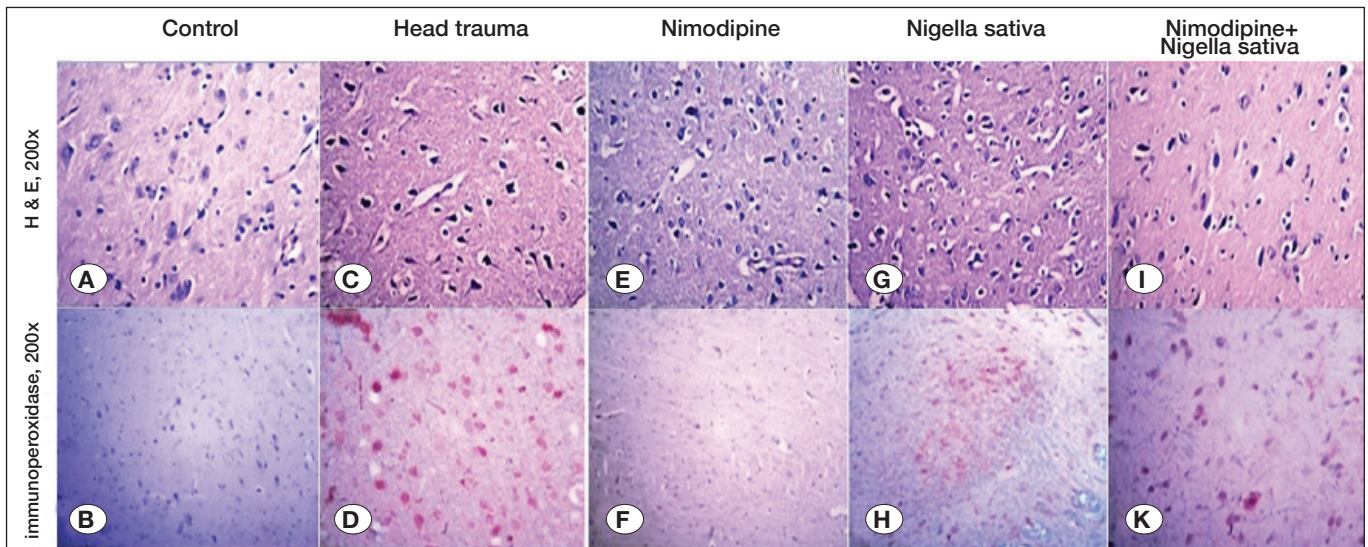 Control
Head trauma
Nimodipine
Nigella sativa
Nimodipine+
Nigella sativa
H & E, 200x
A
C
E
G
I
immunoperoxidase, 200x
B
D
F
H
K